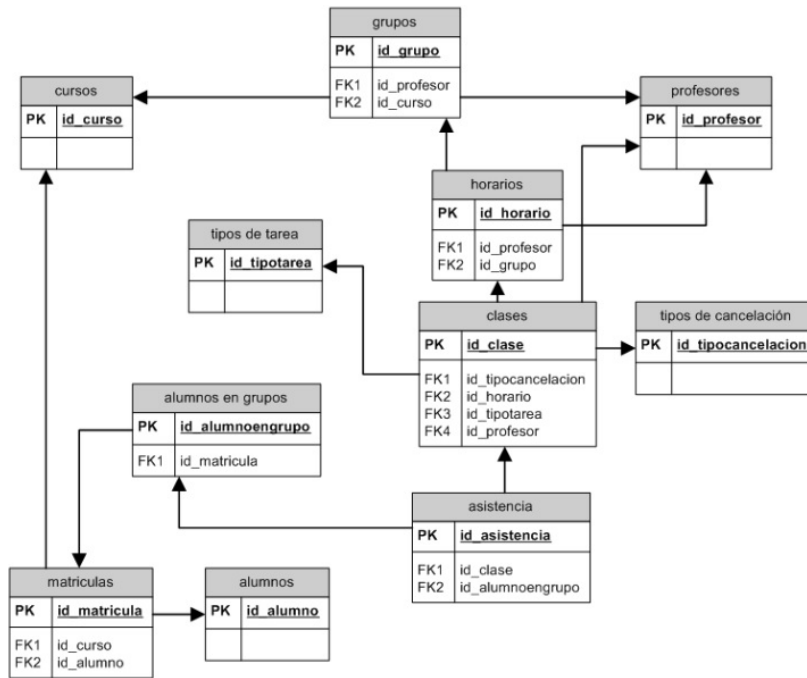 grupos
PK id_grupo
FK1 id_profesor
FK2 id_curso
cursos
PK id_curso
profesores
PK id_profesor
horarios
PK id_horario
FK1 id_profesor
FK2 id_grupo
tipos de tarea
PK id_tipotarea
clases
PK id_clase
FK1 id_tipocancelacion
FK2 id_horario
FK3 id_tipotarea
FK4 id_profesor
tipos de cancelación
PK id_tipocancelacion
alumnos en grupos
PK id_alumnoengrupo
FK1 id_matricula
asistencia
PK id_asistencia
FK1 id_clase
FK2 id_alumnoengrupo
matriculas
PK id_matricula
FK1 id_curso
FK2 id_alumno
alumnos
PK id_alumno